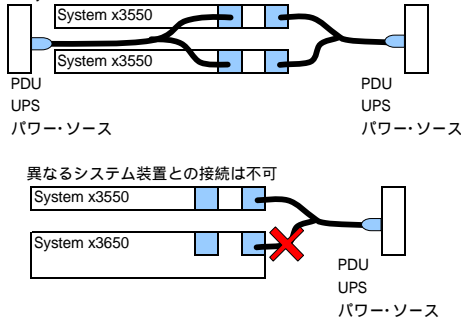 System x3550
System x3550
PDU
UPS
パワー・ソース
PDU
UPS
パワー・ソース
異なるシステム装置との接続は不可
System x3550
System x3650
PDU
UPS
パワー・ソース